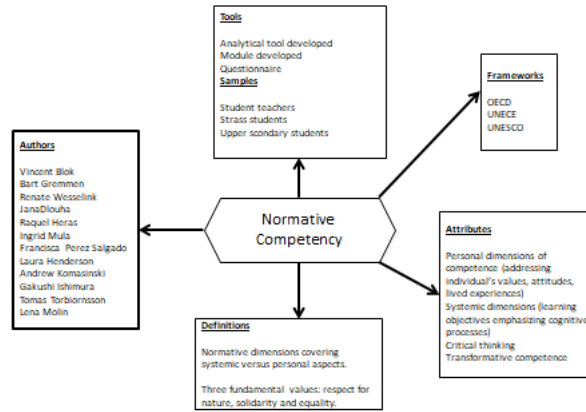 Tools
Analytical tool developed
Module developed
Questionnaire
Samples
Student teachers
Strass students
Upper scondary students
Frameworks
OECD
UNECE
UNESCO
Authors
Vincent Blok
Bart Gremmen
Renate Wesselink
JanaDlouha
Raquel Heras
Ingrid Mula
Francisca Perez Salgado
Laura Henderson
Andrew Komasinski
Gakushi Ishimura
Tomas Torbiornsson
Lena Molin
Normative
Competency
Attributes
Personal dimensions of
competence (addressing
individual's values, attitudes,
lived experiences)
Systemic dimensions (learning
objectives emphasizing cognitive
processes)
Critical thinking
Transformative competence
Definitions
Normative dimensions covering
systemic versus personal aspects.
Three fundamental values: respect for
nature, solidarity and equality.